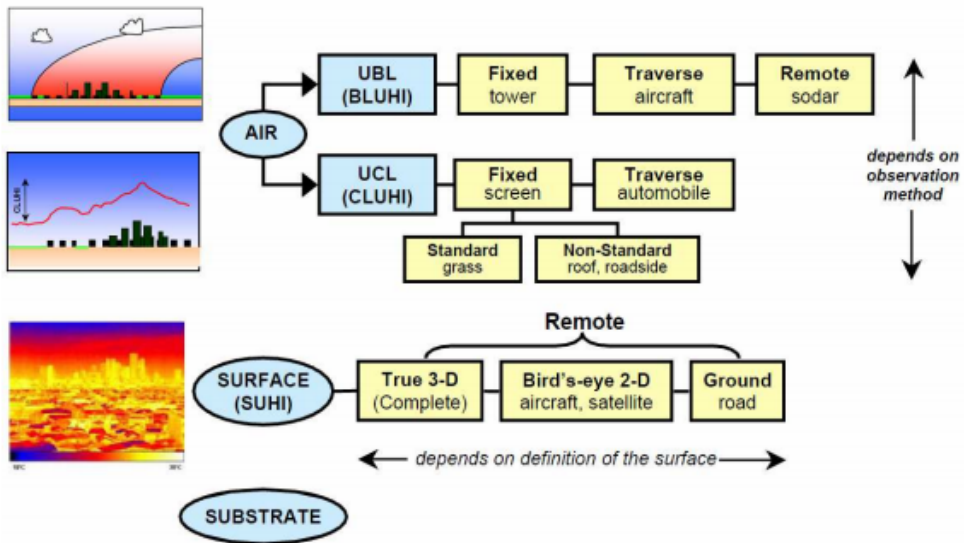 UBL
(BLUHI)
Fixed
tower
Traverse
aircraft
Remote
sodar
AIR
depends on
observation
method
CLUHI
UCL
(CLUHI)
Fixed
screen
Traverse
automobile
Standard
grass
Non-Standard
roof, roadside
Remote
SURFACE
(SUHI)
True 3-D
(Complete)
Bird's-eye 2-D
aircraft, satellite
Ground
road
depends on definition of the surface
SUBSTRATE